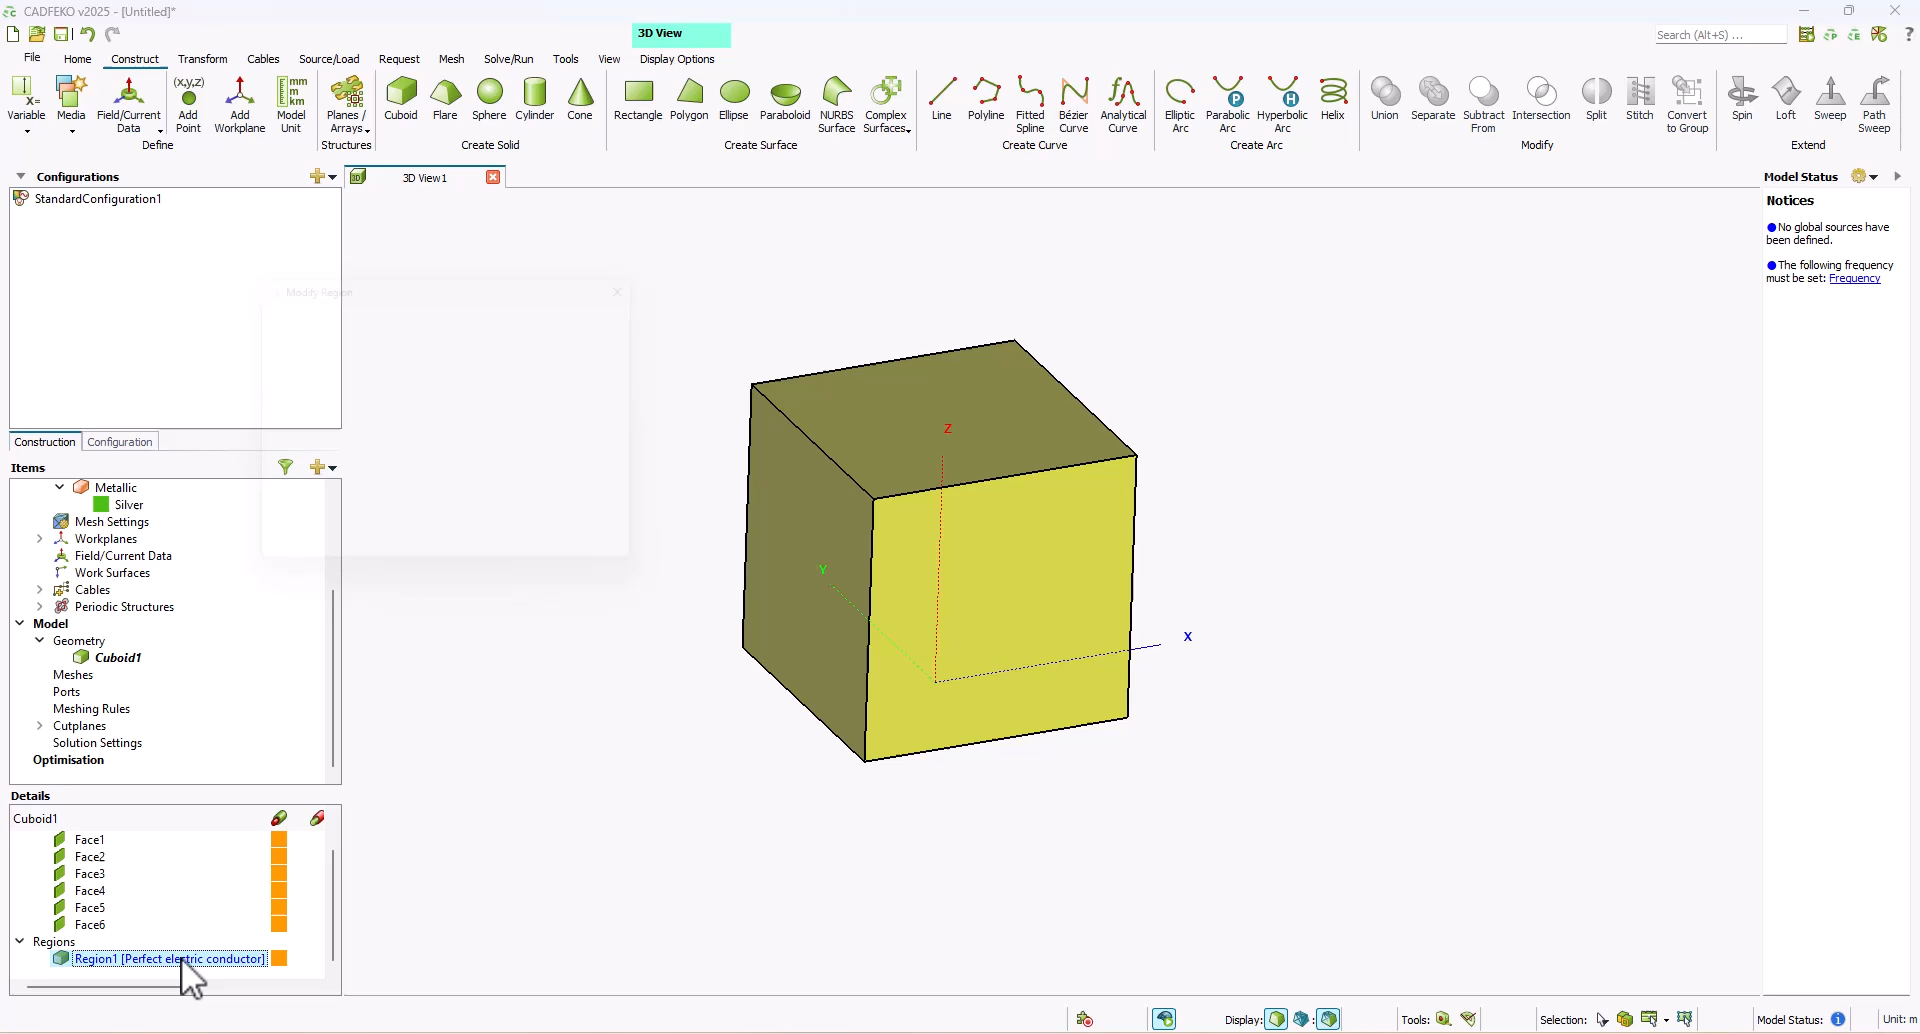 CADFEKO v2025 - [Untitled]*
3D View
Search (Alt+S) ...
File Home Construct Transform Cables Source/Load Request Mesh Solve/Run Tools View Display Options
(x,y,z)
X=
mm
mm
km
Variable Media Field/Current Data Add Point Add Workplane Model Unit Planes / Arrays Cuboid Flare Sphere Cylinder Cone Rectangle Polygon Ellipse Paraboloid NURBS Surface Complex Surfaces Line Polyline Fitted Spline Bézier Curve Analytical Curve Elliptic Arc Parabolic Arc Hyperbolic Arc Helix Union Separate Subtract From Intersection Split Stitch Convert to Group Spin Loft Sweep Path Sweep
Define Structures Create Solid Create Surface Create Curve Create Arc Modify Extend
Configurations
StandardConfiguration1
3D View1
Modify Region
Construction Configuration
Items
Metallic
Silver
Mesh Settings
Workplanes
Field/Current Data
Work Surfaces
Cables
Periodic Structures
Model
Geometry
Cuboid1
Meshes
Ports
Meshing Rules
Cutplanes
Solution Settings
Optimisation
Details
Cuboid1
Face1
Face2
Face3
Face4
Face5
Face6
Regions
Region1 [Perfect electric conductor]
Z
Y
X
Model Status
Notices
No global sources have
been defined.
The following frequency
must be set: Frequency
Display: Tools: Selection: Model Status: Unit: m